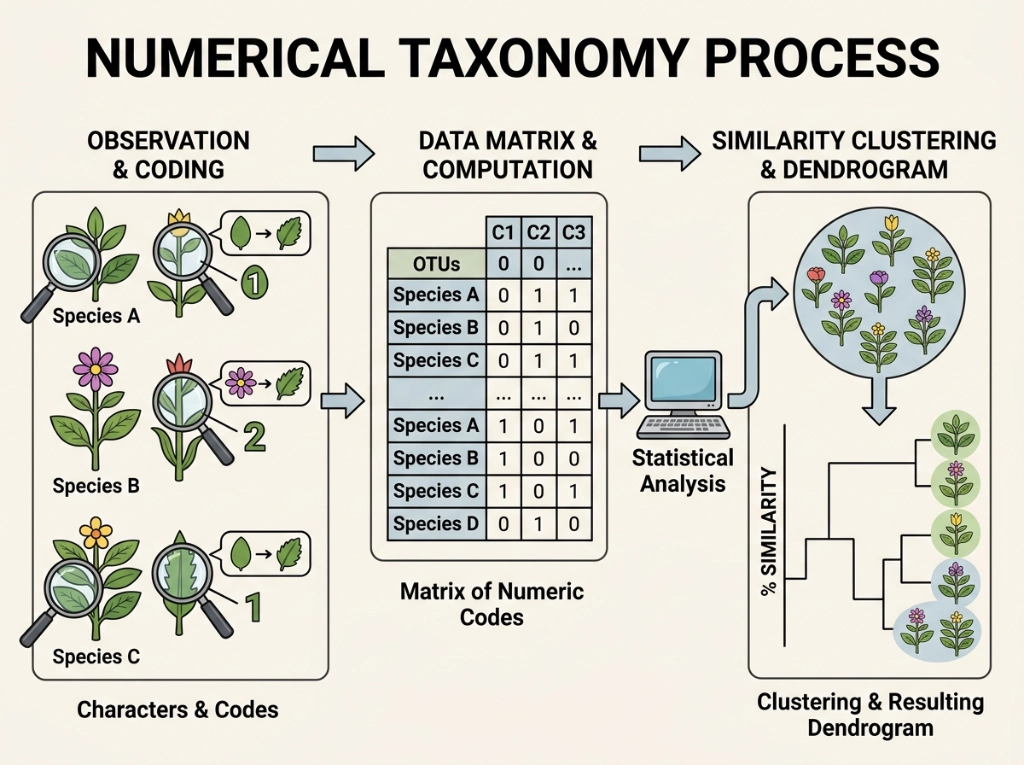 NUMERICAL TAXONOMY PROCESS
OBSERVATION
& CODING
DATA MATRIX &
COMPUTATION
SIMILARITY CLUSTERING
& DENDROGRAM
1
Species A
2
Species B
1
Species C
Characters & Codes
C1 C2 C3
OTUs 0 0 ...
Species A 0 1 1
Species B 0 1 0
Species C 0 1 1
... ... ... ...
Species A 1 0 1
Species B 1 0 0
Species C 1 0 1
Species D 0 1 0
Matrix of Numeric
Codes
Statistical
Analysis
% SIMILARITY
Clustering & Resulting
Dendrogram